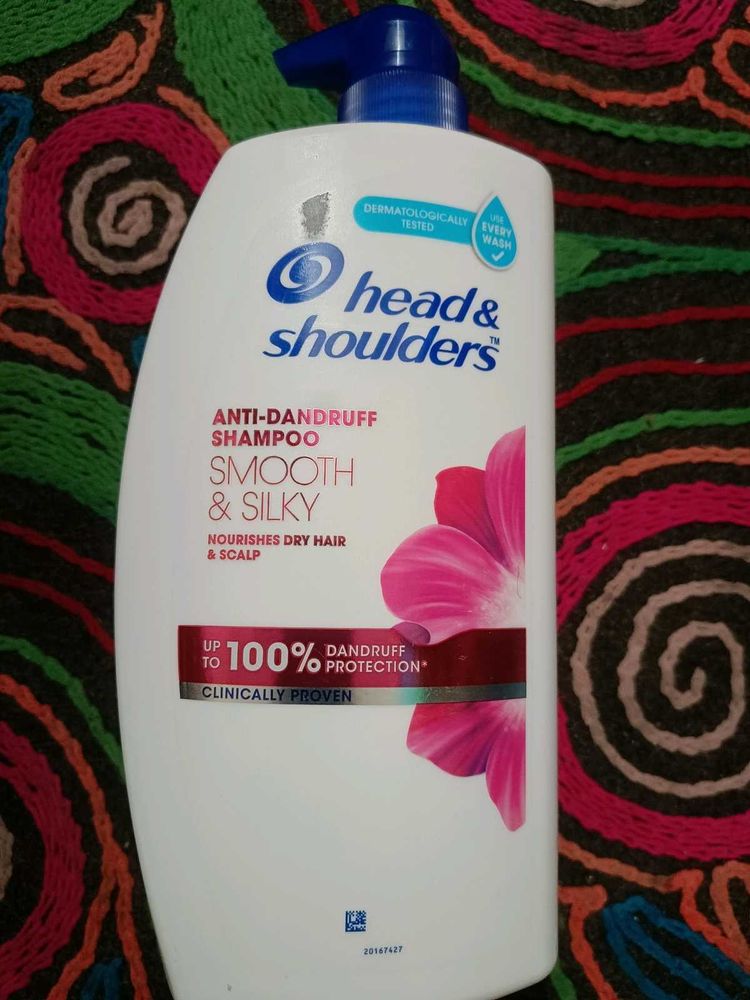 DERMATOLOGICALLY
TESTED
USE
EVERY
WASH
head &
shoulders™
ANTI-DANDRUFF
SHAMPOO
SMOOTH
& SILKY
NOURISHES DRY HAIR
& SCALP
UP TO 100% DANDRUFF PROTECTION*
CLINICALLY PROVEN
20167427